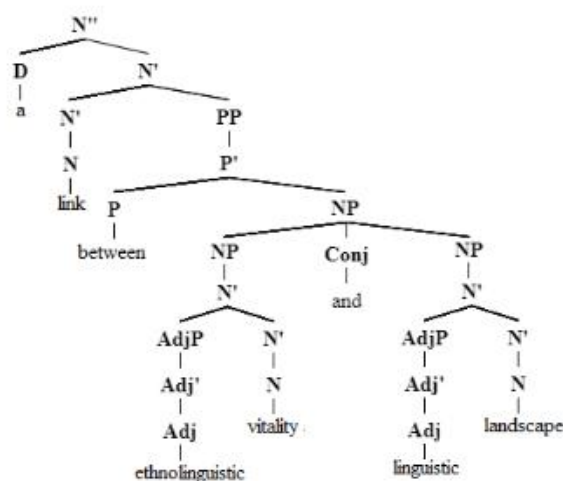 N"
D N'
a
N' PP
N P'
link P NP
between NP Conj NP
N' and N'
AdjP N' AdjP N'
Adj' N Adj' N
Adj vitality Adj landscape
ethnolinguistic linguistic